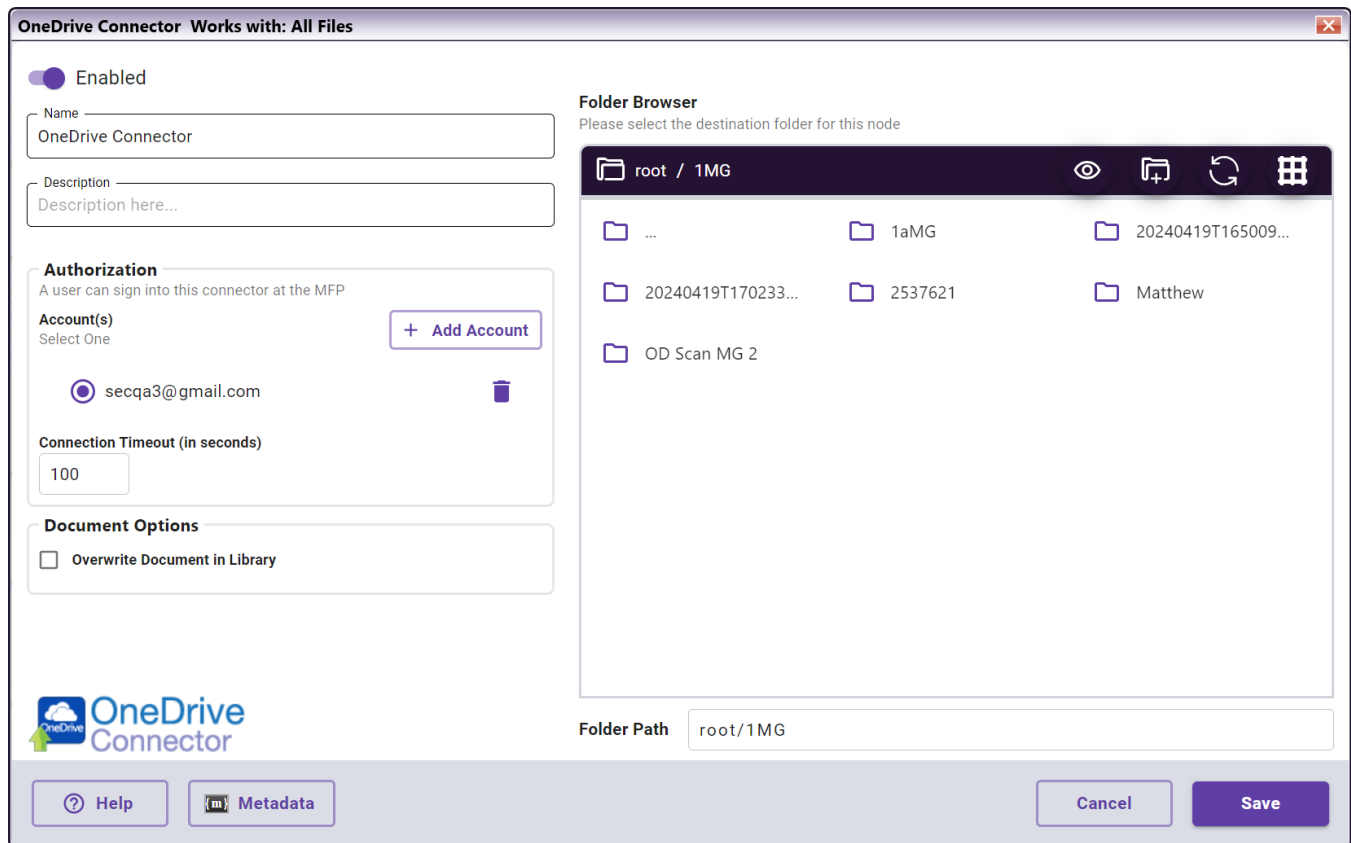 OneDrive Connector Works with: All Files
Enabled
Name
OneDrive Connector
Description
Description here...
Authorization
A user can sign into this connector at the MFP
Account(s)
Select One
+ Add Account
secqa3@gmail.com
Connection Timeout (in seconds)
100
Document Options
Overwrite Document in Library
OneDrive
OneDrive
Connector
Folder Browser
Please select the destination folder for this node
root / 1MG
...
1aMG
20240419T165009...
20240419T170233...
2537621
Matthew
OD Scan MG 2
Folder Path
root/1MG
? Help
{m} Metadata
Cancel
Save